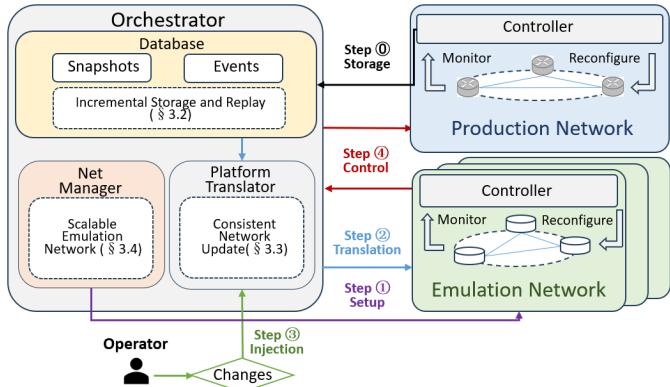 Orchestrator
Database
Snapshots
Events
Incremental Storage and Replay
( § 3.2)
Net
Manager
Scalable
Emulation
Network ( § 3.4)
Platform
Translator
Consistent
Network
Update( § 3.3)
Step ⓪
Storage
Step ④
Control
Step ②
Translation
Step ①
Setup
Step ③
Injection
Controller
Monitor
Reconfigure
Production Network
Controller
Monitor
Reconfigure
Emulation Network
Operator
Changes